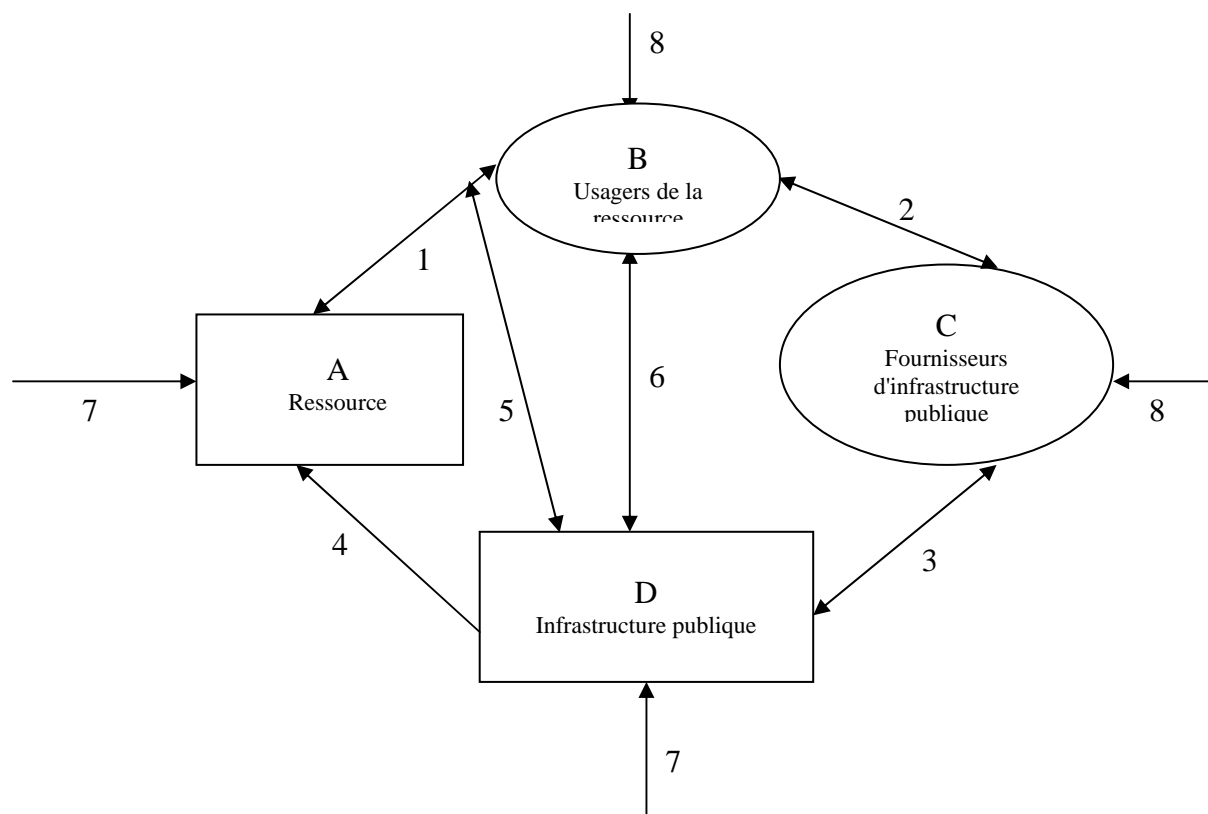 8
B
Usagers de la
ressource
2
1
C
Fournisseurs
d'infrastructure
publique
A
Ressource
6
7
5
8
4
3
D
Infrastructure publique
7